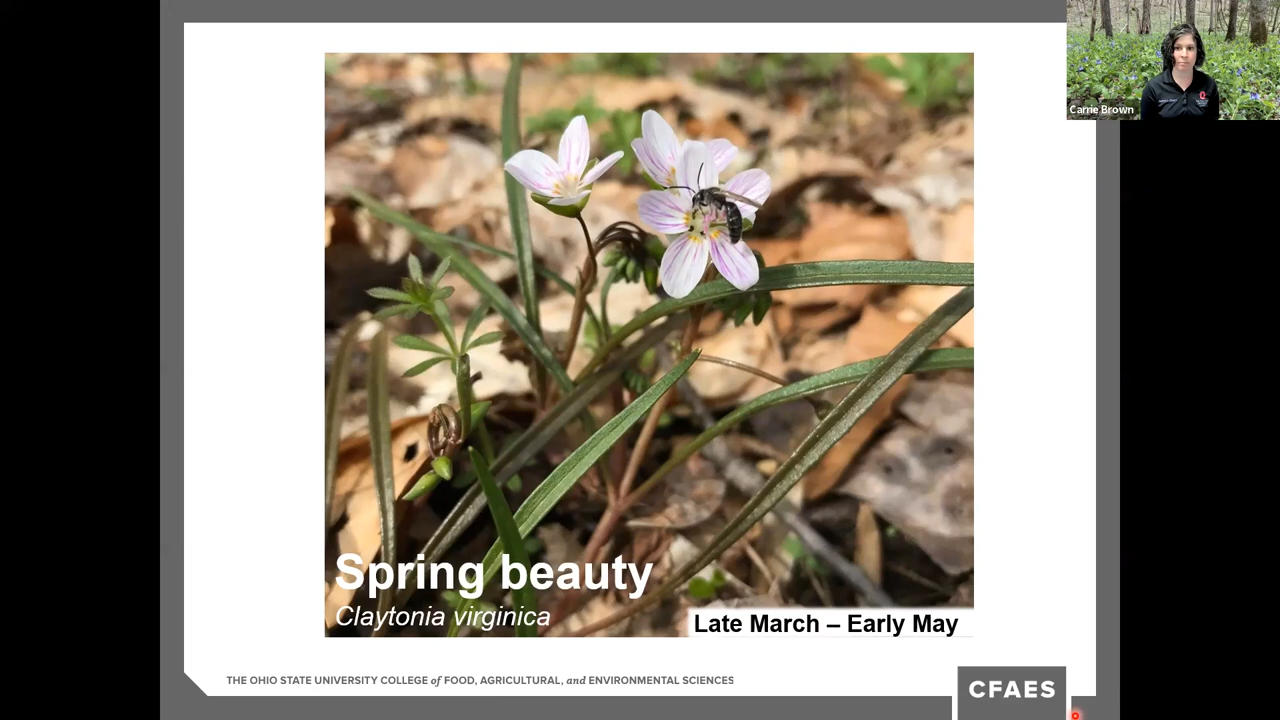 Carrie Brown
Spring beauty
Claytonia virginica
Late March – Early May
THE OHIO STATE UNIVERSITY COLLEGE of FOOD, AGRICULTURAL, and ENVIRONMENTAL SCIENCES
CFAES